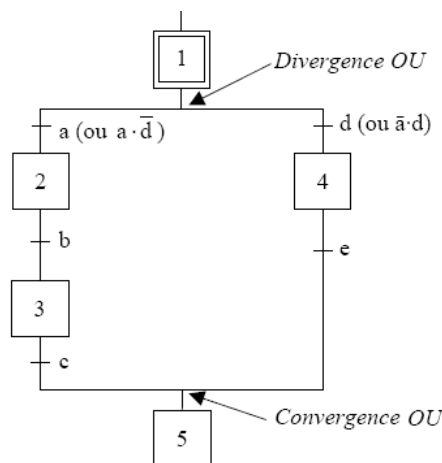 1
Divergence OU
a (ou a · d̅)
d (ou ā·d)
2
4
b
e
3
c
Convergence OU
5